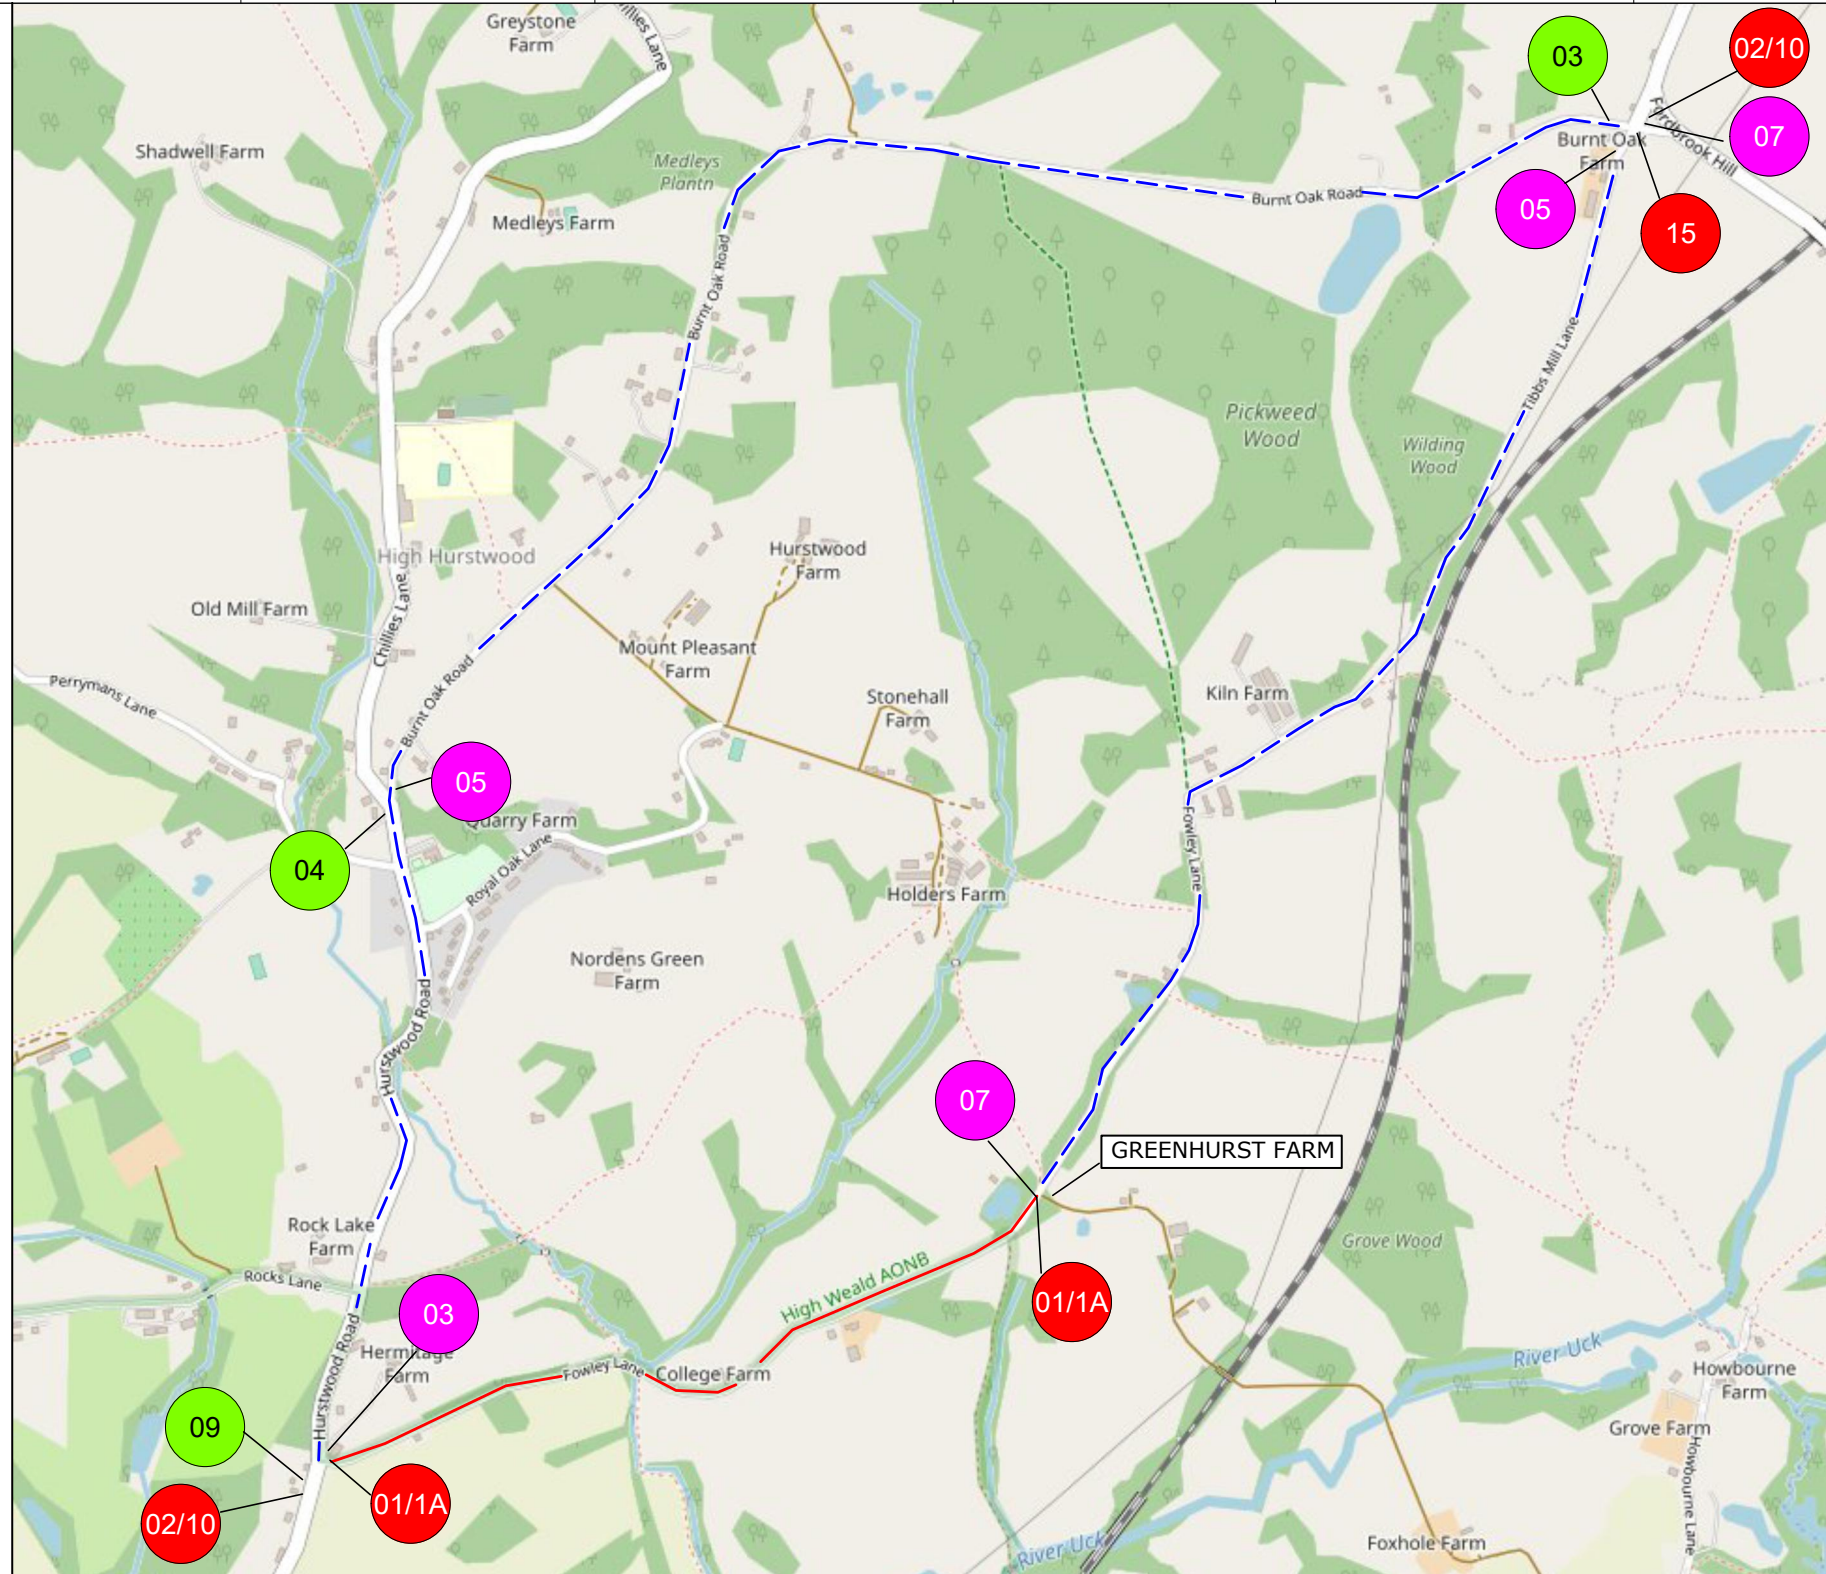 Greystone
Farm
Chillies Lane
03
02/10
Shadwell Farm
Medleys
Plantn
Burnt Oak
Farm
Fordbrook Hill
07
Medleys Farm
Burnt Oak Road
05
15
Burnt Oak Road
Tibbs Mill Lane
Pickweed
Wood
Wilding
Wood
High Hurstwood
Hurstwood
Farm
Old Mill Farm
Chillies Lane
Mount Pleasant
Farm
Perrymans Lane
Burnt Oak Road
Stonehall
Farm
Kiln Farm
05
Quarry Farm
04
Royal Oak Lane
Fowley Lane
Holders Farm
Nordens Green
Farm
Hurstwood Road
07
GREENHURST FARM
Rock Lake
Farm
Grove Wood
Rocks Lane
High Weald AONB
03
01/1A
Hurstwood Road
Hermitage
Farm
Fowley Lane
College Farm
River Uck
Howbourne
Farm
09
Grove Farm
Howbourne Lane
02/10
01/1A
River Uck
Foxhole Farm